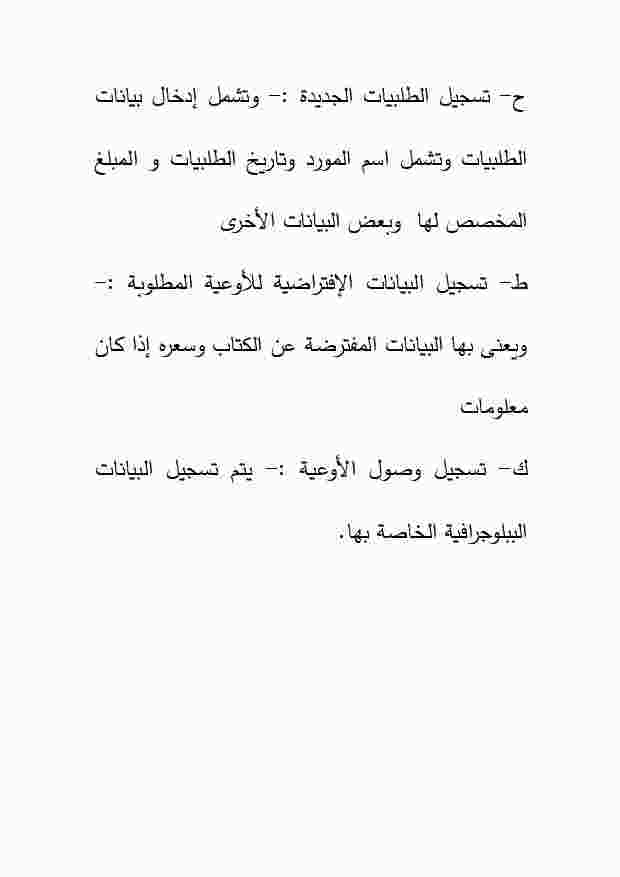 ح- تسجيل الطلبيات الجديدة :- وتشمل إدخال بيانات
الطلبيات وتشمل اسم المورد وتاريخ الطلبيات و المبلغ
المخصص لها وبعض البيانات الأخرى
ط- تسجيل البيانات الإفتراضية للأوعية المطلوبة :-
ويعنى بها البيانات المفترضة عن الكتاب وسعره إذا كان
معلومات
ك- تسجيل وصول الأوعية :- يتم تسجيل البيانات
الببلوجرافية الخاصة بها.